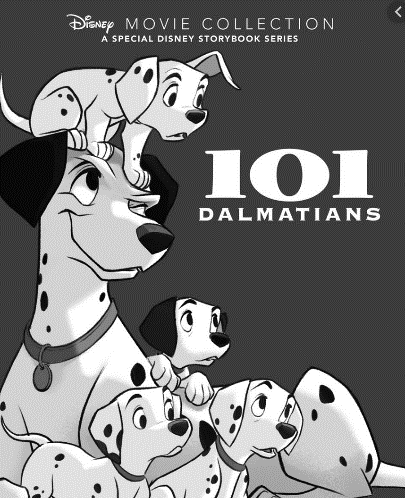 Disney MOVIE COLLECTION
A SPECIAL DISNEY STORYBOOK SERIES
101
DALMATIANS